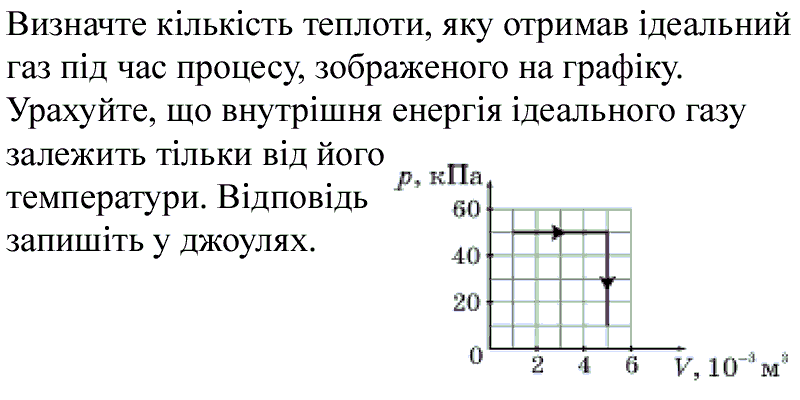 Визначте кількість теплоти, яку отримав ідеальний
газ під час процесу, зображеного на графіку.
Урахуйте, що внутрішня енергія ідеального газу
залежить тільки від його
температури. Відповідь
запишіть у джоулях.
p, кПа
60
40
20
0
2 4 6 V, 10⁻³ м³